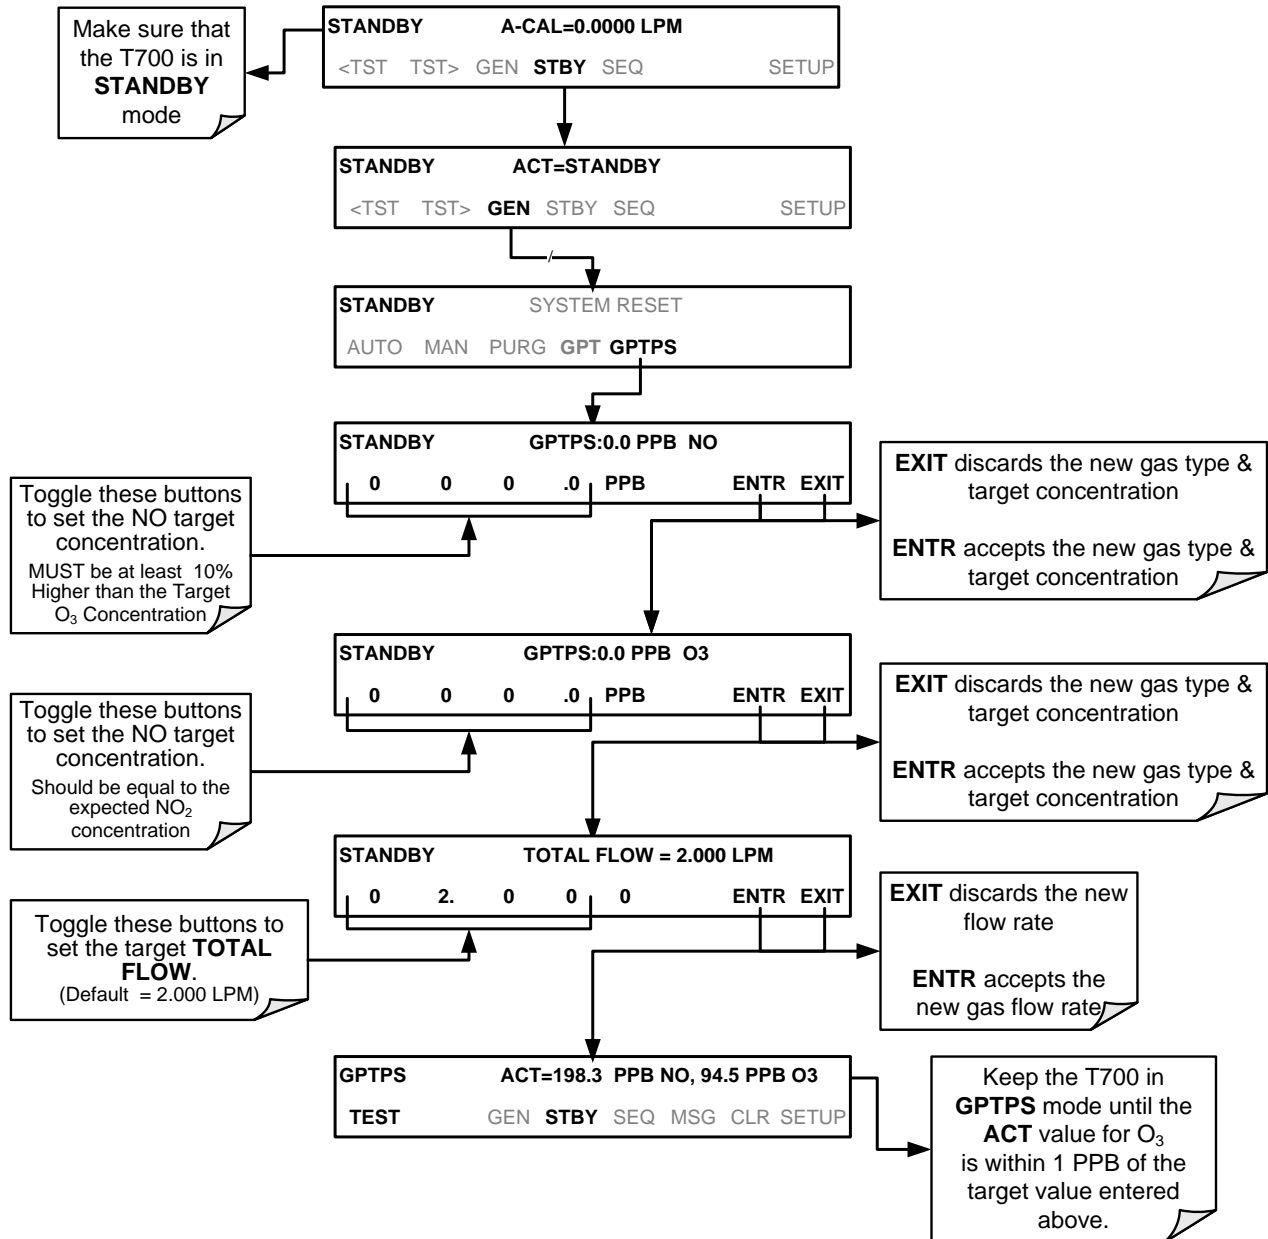 Make sure that
the T700 is in
STANDBY
mode
STANDBY A-CAL=0.0000 LPM
<TST TST> GEN STBY SEQ SETUP
STANDBY ACT=STANDBY
<TST TST> GEN STBY SEQ SETUP
STANDBY SYSTEM RESET
AUTO MAN PURG GPT GPTPS
STANDBY GPTPS:0.0 PPB NO
0 0 0 .0 PPB ENTR EXIT
Toggle these buttons
to set the NO target
concentration.
MUST be at least 10%
Higher than the Target
O3 Concentration
EXIT discards the new gas type &
target concentration
ENTR accepts the new gas type &
target concentration
STANDBY GPTPS:0.0 PPB O3
0 0 0 .0 PPB ENTR EXIT
Toggle these buttons
to set the NO target
concentration.
Should be equal to the
expected NO2
concentration
EXIT discards the new gas type &
target concentration
ENTR accepts the new gas type &
target concentration
STANDBY TOTAL FLOW = 2.000 LPM
0 2. 0 0 0 ENTR EXIT
Toggle these buttons to
set the target TOTAL
FLOW.
(Default = 2.000 LPM)
EXIT discards the new
flow rate
ENTR accepts the
new gas flow rate
GPTPS ACT=198.3 PPB NO, 94.5 PPB O3
TEST GEN STBY SEQ MSG CLR SETUP
Keep the T700 in
GPTPS mode until the
ACT value for O3
is within 1 PPB of the
target value entered
above.